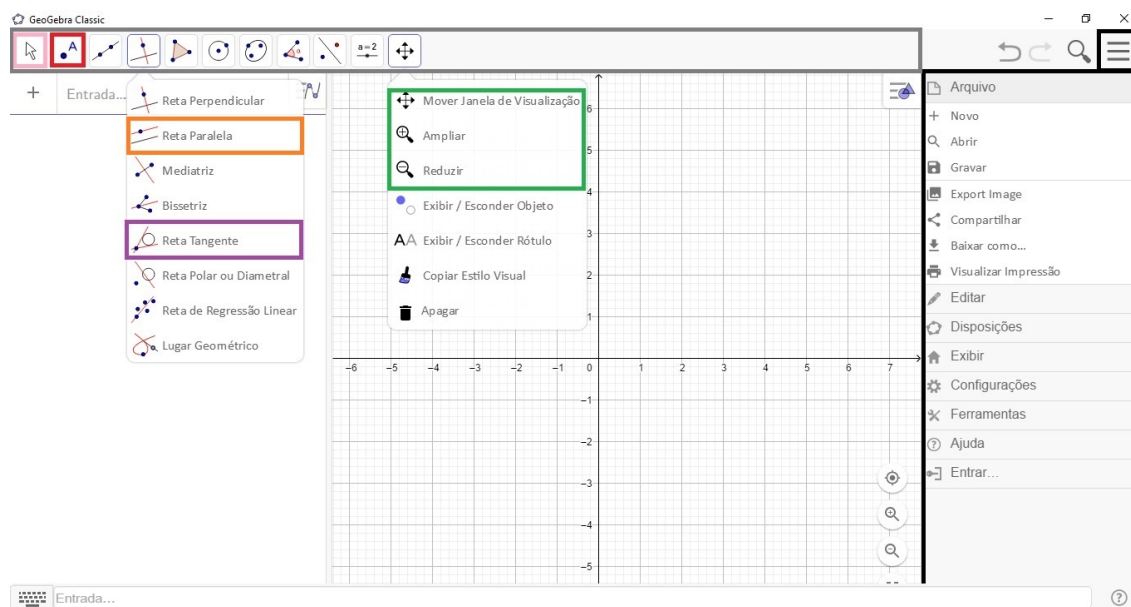 GeoGebra Classic
A
a=2
+ Entrada...
Reta Perpendicular
Reta Paralela
Mediatriz
Bissetriz
Reta Tangente
Reta Polar ou Diametral
Reta de Regressão Linear
Lugar Geométrico
Mover Janela de Visualização
Ampliar
Reduzir
Exibir / Esconder Objeto
AA Exibir / Esconder Rótulo
Copiar Estilo Visual
Apagar
6
5
4
3
2
1
−6 −5 −4 −3 −2 −1 0 1 2 3 4 5 6 7
−1
−2
−3
−4
−5
Arquivo
+ Novo
Abrir
Gravar
Export Image
Compartilhar
Baixar como...
Visualizar Impressão
Editar
Disposições
Exibir
Configurações
Ferramentas
Ajuda
Entrar...
Entrada...